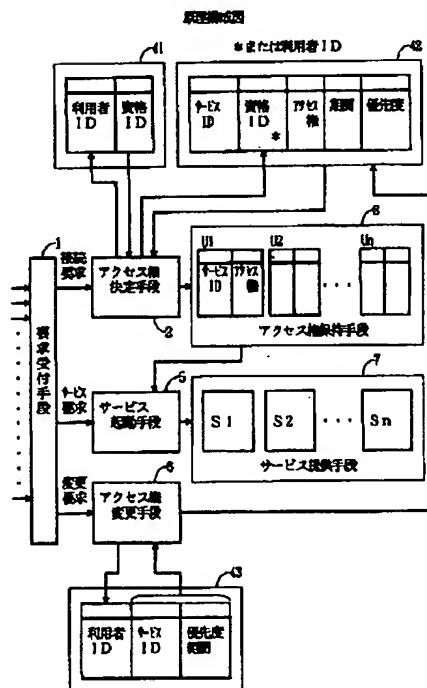 原理構成図
*または利用者ID
41
42
利用者
ID
資格
ID
サービス
ID
資格
ID
*
アクセス
権
期間
優先度
1
接続
要求
アクセス権
決定手段
2
8
U1
U2
Un
サービス
ID
アクセス
権
・・・
アクセス権保持手段
要求受付手段
サービス
要求
5
サービス
起動手段
7
S1
S2
・・・
Sn
サービス提供手段
変更
要求
6
アクセス権
変更手段
43
利用者
ID
サービス
ID
優先度
範囲